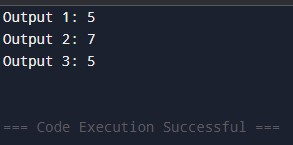 Output 1: 5
Output 2: 7
Output 3: 5
=== Code Execution Successful ===